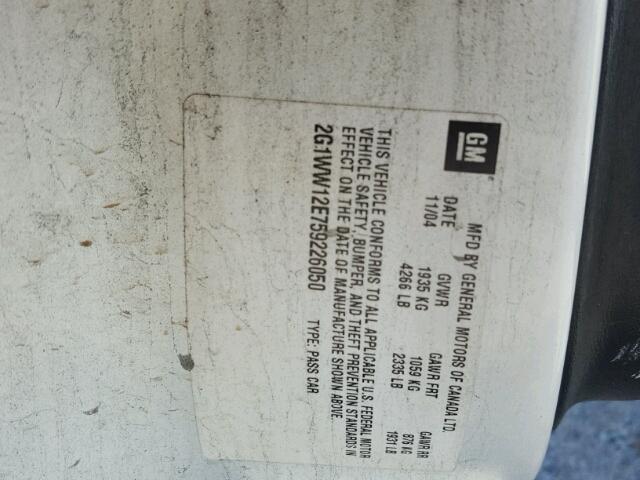 GM
MFD BY GENERAL MOTORS OF CANADA LTD.
DATE GVWR GAWR FRT GAWR RR
11/04 1935 KG 1059 KG 876 KG
4266 LB 2335 LB 1931 LB
THIS VEHICLE CONFORMS TO ALL APPLICABLE U.S. FEDERAL MOTOR
VEHICLE SAFETY, BUMPER, AND THEFT PREVENTION STANDARDS IN
EFFECT ON THE DATE OF MANUFACTURE SHOWN ABOVE.
2G1WW12E759226050 TYPE: PASS CAR